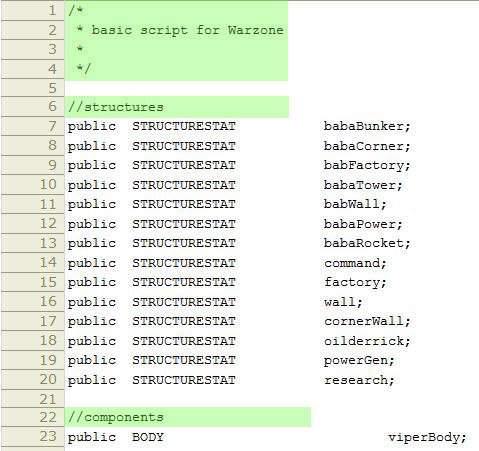 1 /*
2  * basic script for Warzone
3  *
4  */
5
6 //structures
7 public  STRUCTURESTAT           babaBunker;
8 public  STRUCTURESTAT           babaCorner;
9 public  STRUCTURESTAT           babFactory;
10 public  STRUCTURESTAT           babaTower;
11 public  STRUCTURESTAT           babWall;
12 public  STRUCTURESTAT           babaPower;
13 public  STRUCTURESTAT           babaRocket;
14 public  STRUCTURESTAT           command;
15 public  STRUCTURESTAT           factory;
16 public  STRUCTURESTAT           wall;
17 public  STRUCTURESTAT           cornerWall;
18 public  STRUCTURESTAT           oilderrick;
19 public  STRUCTURESTAT           powerGen;
20 public  STRUCTURESTAT           research;
21
22 //components
23 public  BODY                            viperBody;